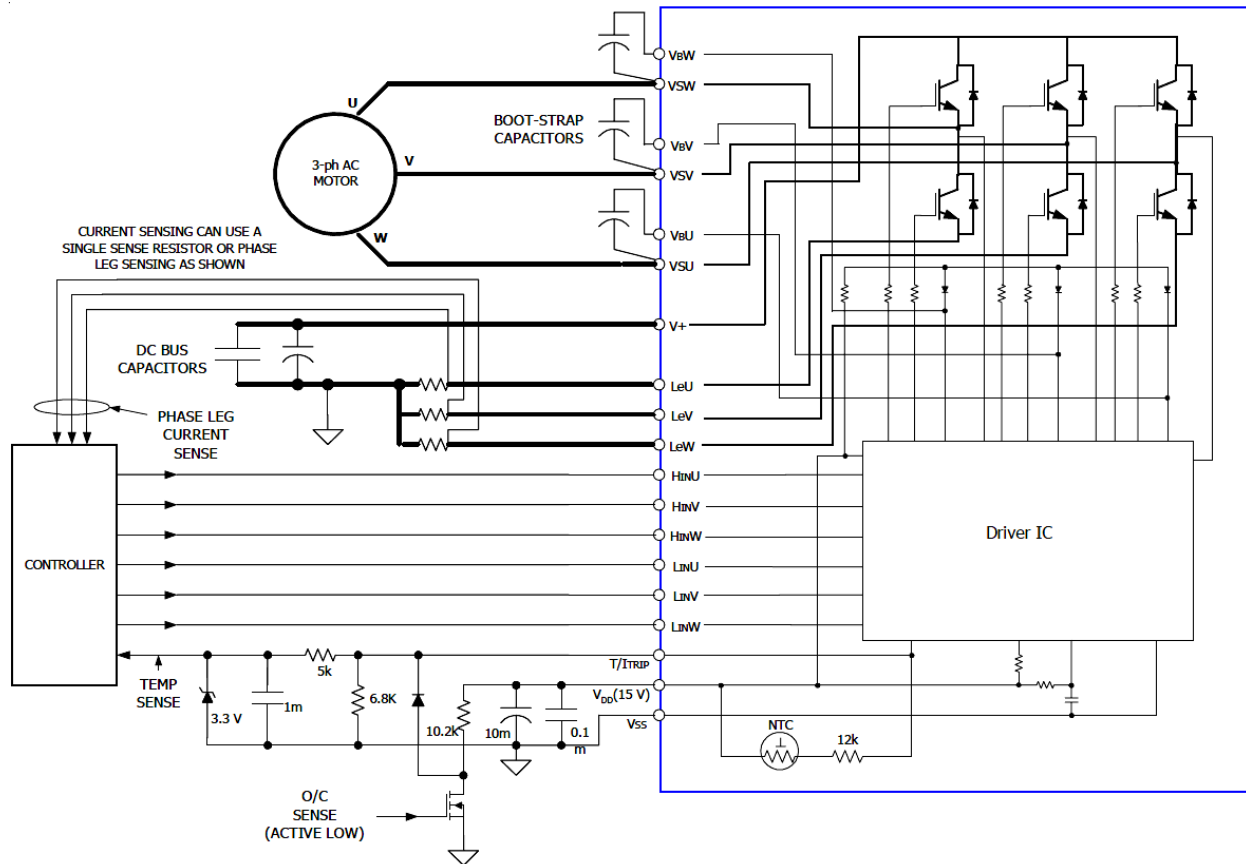 VBW
U
VSW
BOOT-STRAP
CAPACITORS
VBV
3-ph AC
MOTOR
V
VSV
CURRENT SENSING CAN USE A
SINGLE SENSE RESISTOR OR PHASE
LEG SENSING AS SHOWN
W
VBU
VSU
V+
DC BUS
CAPACITORS
LeU
PHASE LEG
CURRENT
SENSE
LeV
LeW
HINU
HINV
HINW
LINU
LINV
LINW
Driver IC
CONTROLLER
T/ITRIP
TEMP
SENSE
5k
3.3 V
1m
6.8K
10.2k
10m
0.1
m
VDD(15 V)
VSS
NTC
12k
O/C
SENSE
(ACTIVE LOW)